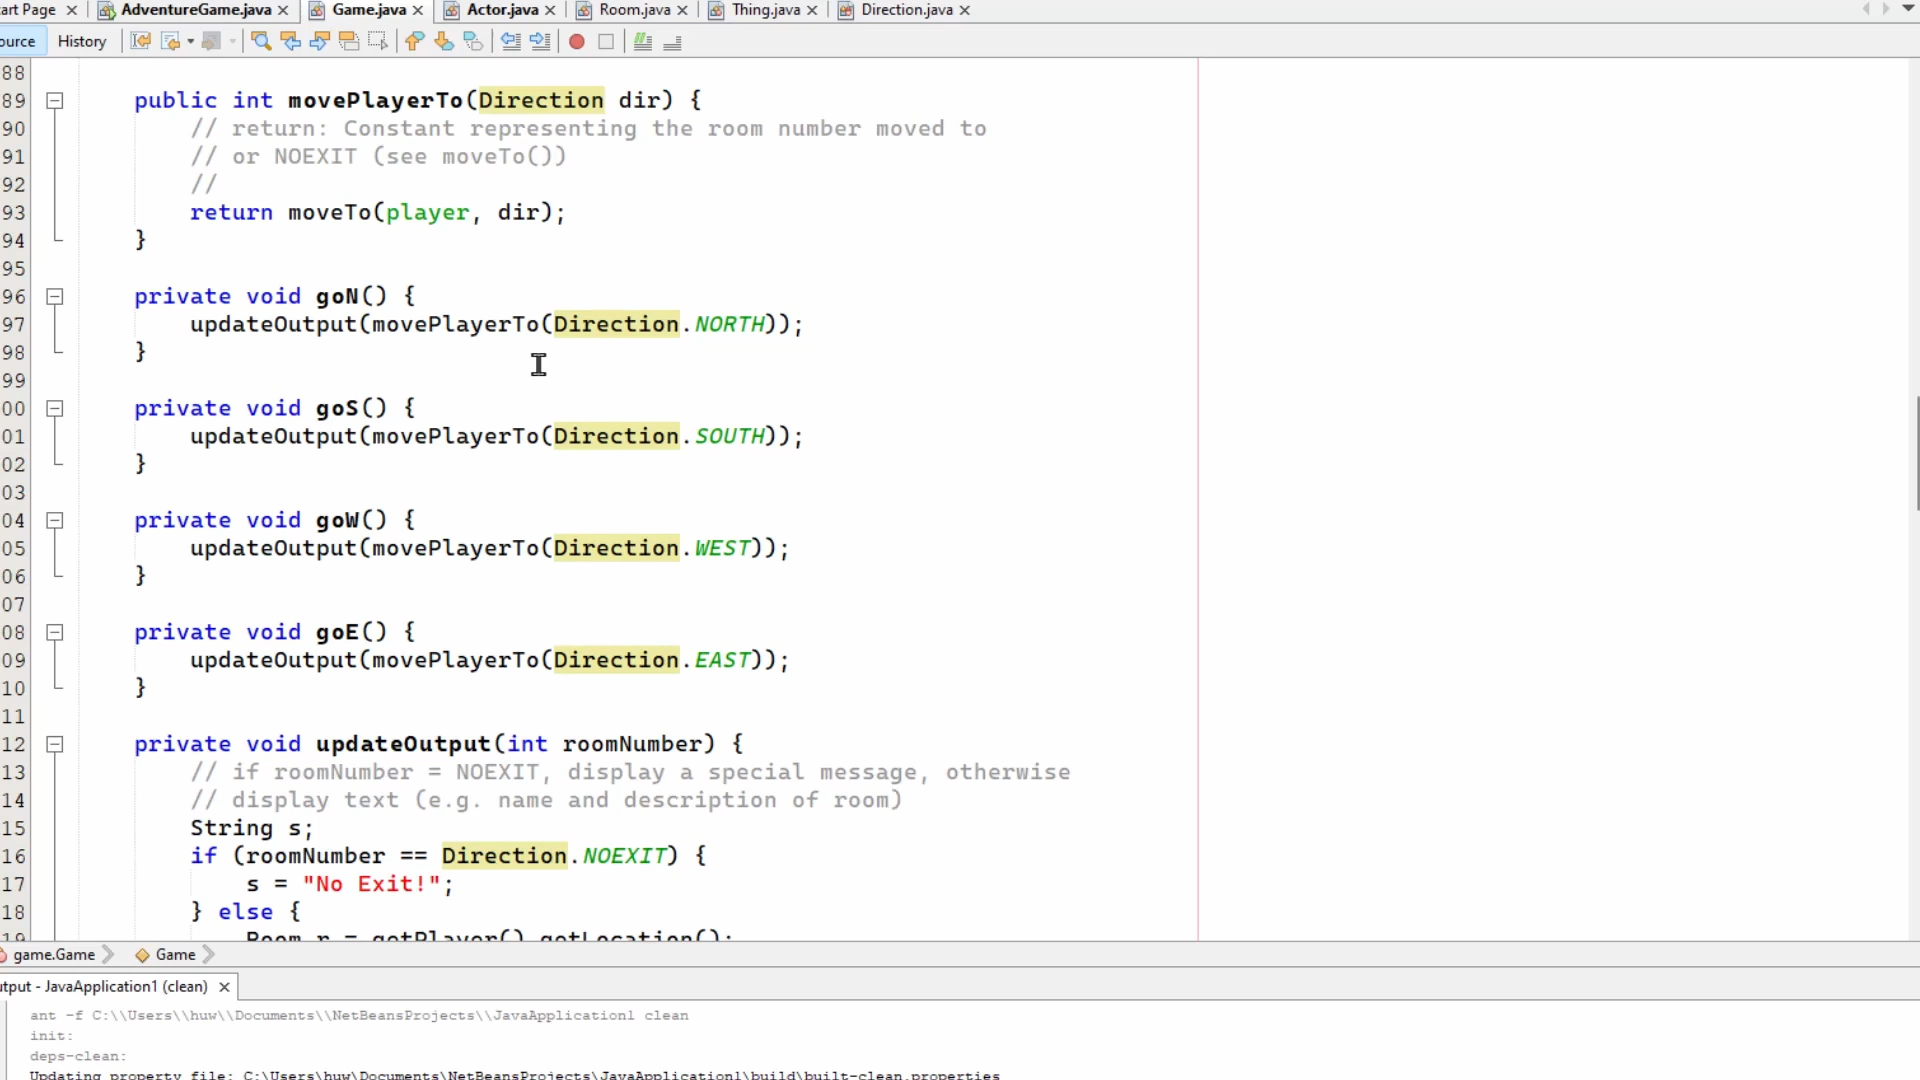 art Page
AdventureGame.java
Game.java
Actor.java
Room.java
Thing.java
Direction.java
ource
History
88
89 public int movePlayerTo(Direction dir) {
90 // return: Constant representing the room number moved to
91 // or NOEXIT (see moveTo())
92 //
93 return moveTo(player, dir);
94 }
95
96 private void goN() {
97 updateOutput(movePlayerTo(Direction.NORTH));
98 }
99
00 private void goS() {
01 updateOutput(movePlayerTo(Direction.SOUTH));
02 }
03
04 private void goW() {
05 updateOutput(movePlayerTo(Direction.WEST));
06 }
07
08 private void goE() {
09 updateOutput(movePlayerTo(Direction.EAST));
10 }
11
12 private void updateOutput(int roomNumber) {
13 // if roomNumber = NOEXIT, display a special message, otherwise
14 // display text (e.g. name and description of room)
15 String s;
16 if (roomNumber == Direction.NOEXIT) {
17 s = "No Exit!";
18 } else {
19 Room r = getPlayer().getLocation();
game.Game
Game
utput - JavaApplication1 (clean)
ant -f C:\\Users\\huw\\Documents\\NetBeansProjects\\JavaApplication1 clean
init:
deps-clean:
Updating property file: C:\Users\huw\Documents\NetBeansProjects\JavaApplication1\build\built-clean.properties